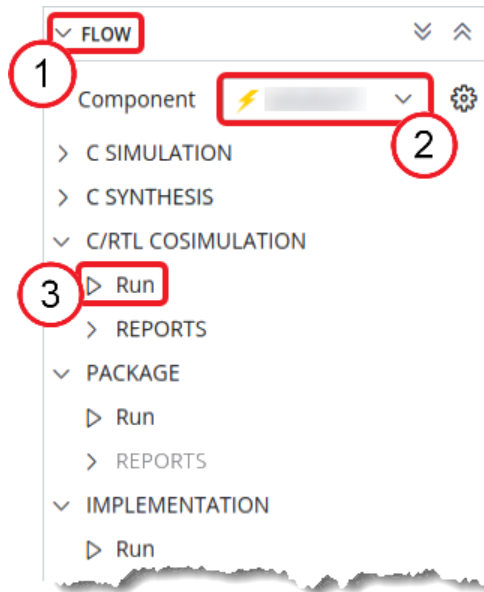 FLOW
1
Component
2
C SIMULATION
C SYNTHESIS
C/RTL COSIMULATION
3 Run
REPORTS
PACKAGE
Run
REPORTS
IMPLEMENTATION
Run